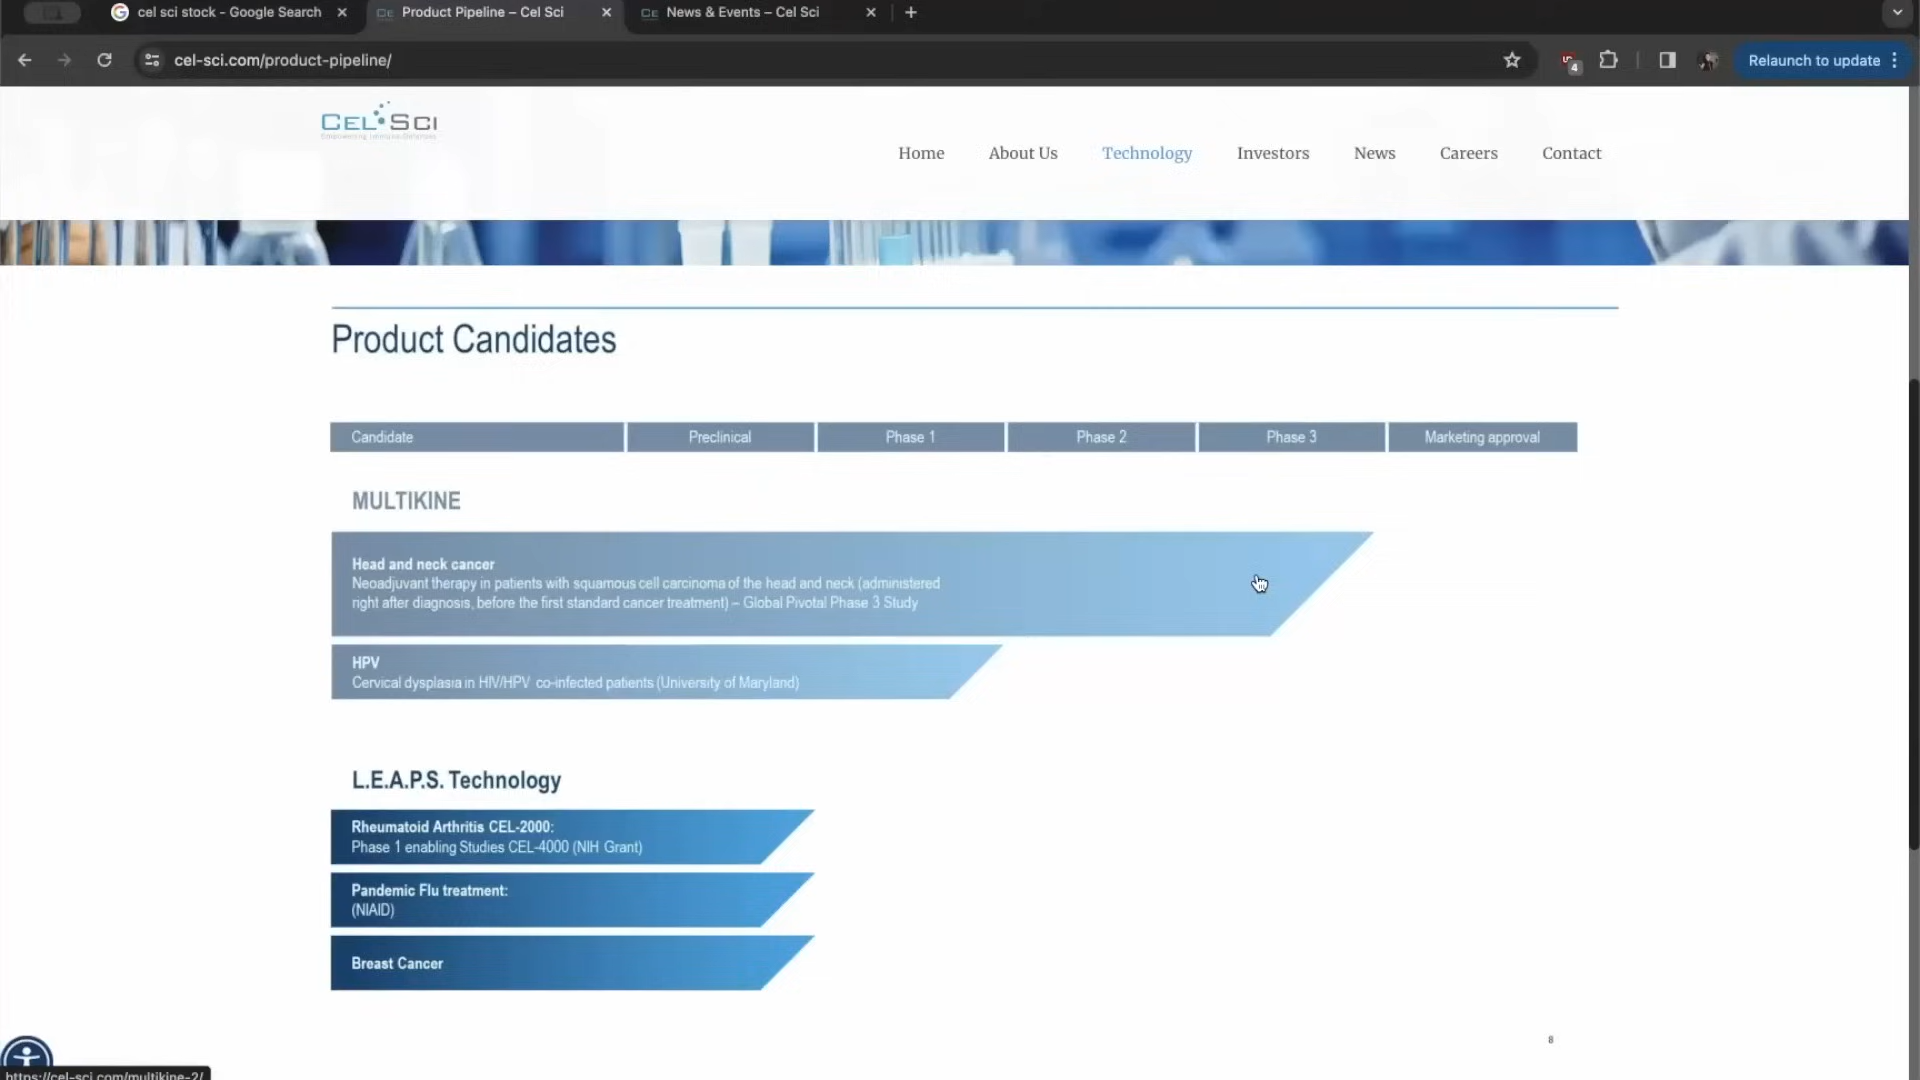 cel sci stock - Google Search
Product Pipeline – Cel Sci
News & Events – Cel Sci
cel-sci.com/product-pipeline/
4
Relaunch to update
CEL SCI
Empowering Immune Defenses
Home
About Us
Technology
Investors
News
Careers
Contact
Product Candidates
Candidate
Preclinical
Phase 1
Phase 2
Phase 3
Marketing approval
MULTIKINE
Head and neck cancer
Neoadjuvant therapy in patients with squamous cell carcinoma of the head and neck (administered
right after diagnosis, before the first standard cancer treatment) – Global Pivotal Phase 3 Study
HPV
Cervical dysplasia in HIV/HPV co-infected patients (University of Maryland)
L.E.A.P.S. Technology
Rheumatoid Arthritis CEL-2000:
Phase 1 enabling Studies CEL-4000 (NIH Grant)
Pandemic Flu treatment:
(NIAID)
Breast Cancer
8
https://cel-sci.com/multikine-2/